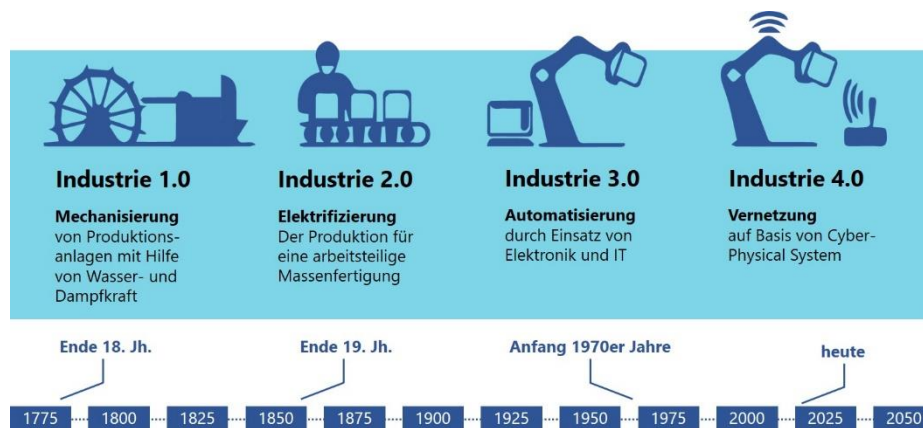 Industrie 1.0
Mechanisierung
von Produktions-
anlagen mit Hilfe
von Wasser- und
Dampfkraft
Industrie 2.0
Elektrifizierung
Der Produktion für
eine arbeitsteilige
Massenfertigung
Industrie 3.0
Automatisierung
durch Einsatz von
Elektronik und IT
Industrie 4.0
Vernetzung
auf Basis von Cyber-
Physical System
Ende 18. Jh.
Ende 19. Jh.
Anfang 1970er Jahre
heute
1775 1800 1825 1850 1875 1900 1925 1950 1975 2000 2025 2050